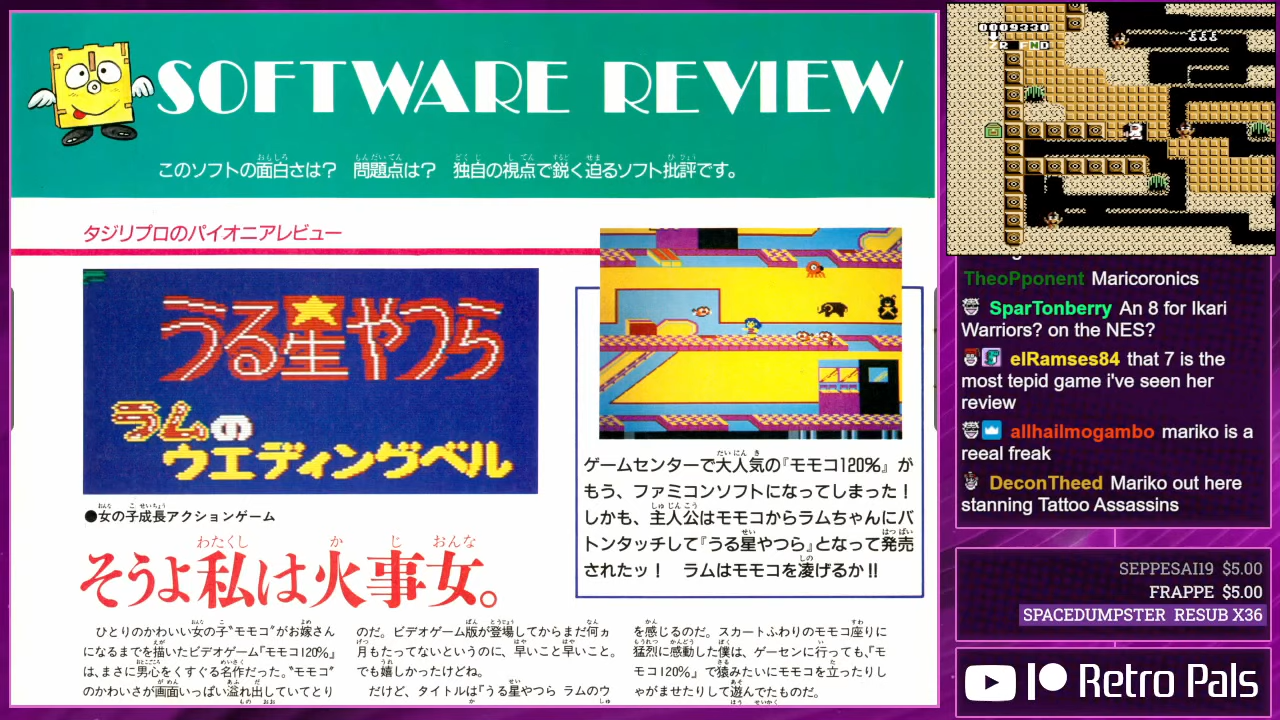 SOFTWARE REVIEW
このソフトの面白さは? 問題点は? 独自の視点で鋭く迫るソフト批評です。
タジリプロのパイオニアレビュー
うる星やつら
ラムの
ウエディングベル
●女の子成長アクションゲーム
そうよ私は火事女。
ゲームセンターで大人気の『モモコ120%』が
もう、ファミコンソフトになってしまった!
しかも、主人公はモモコからラムちゃんにバ
トンタッチして『うる星やつら』となって発売
されたッ! ラムはモモコを凌げるか!!
ひとりのかわいい女の子“モモコ”がお嫁さん
になるまでを描いたビデオゲーム『モモコ120%』
は、まさに男心をくすぐる名作だった。“モモコ”
のかわいさが画面いっぱい溢れ出していてとり
のだ。ビデオゲーム版が登場してからまだ何ヵ
月もたってないというのに、早いこと早いこと。
でも嬉しかったけどね。
だけど、タイトルは『うる星やつら ラムのウ
を感じるのだ。スカートふわりのモモコ座りに
猛烈に感動した僕は、ゲーセンに行っても、『モ
モコ120%』で猿みたいにモモコを立ったりし
ゃがませたりして遊んでたものだ。
0009330
FND
TheoPponent Maricoronics
SparTonberry An 8 for Ikari
Warriors? on the NES?
elRamses84 that 7 is the
most tepid game i've seen her
review
allhailmogambo mariko is a
reeal freak
DeconTheed Mariko out here
stanning Tattoo Assassins
SEPPESAI19 $5.00
FRAPPE $5.00
SPACEDUMPSTER RESUB X36
Retro Pals